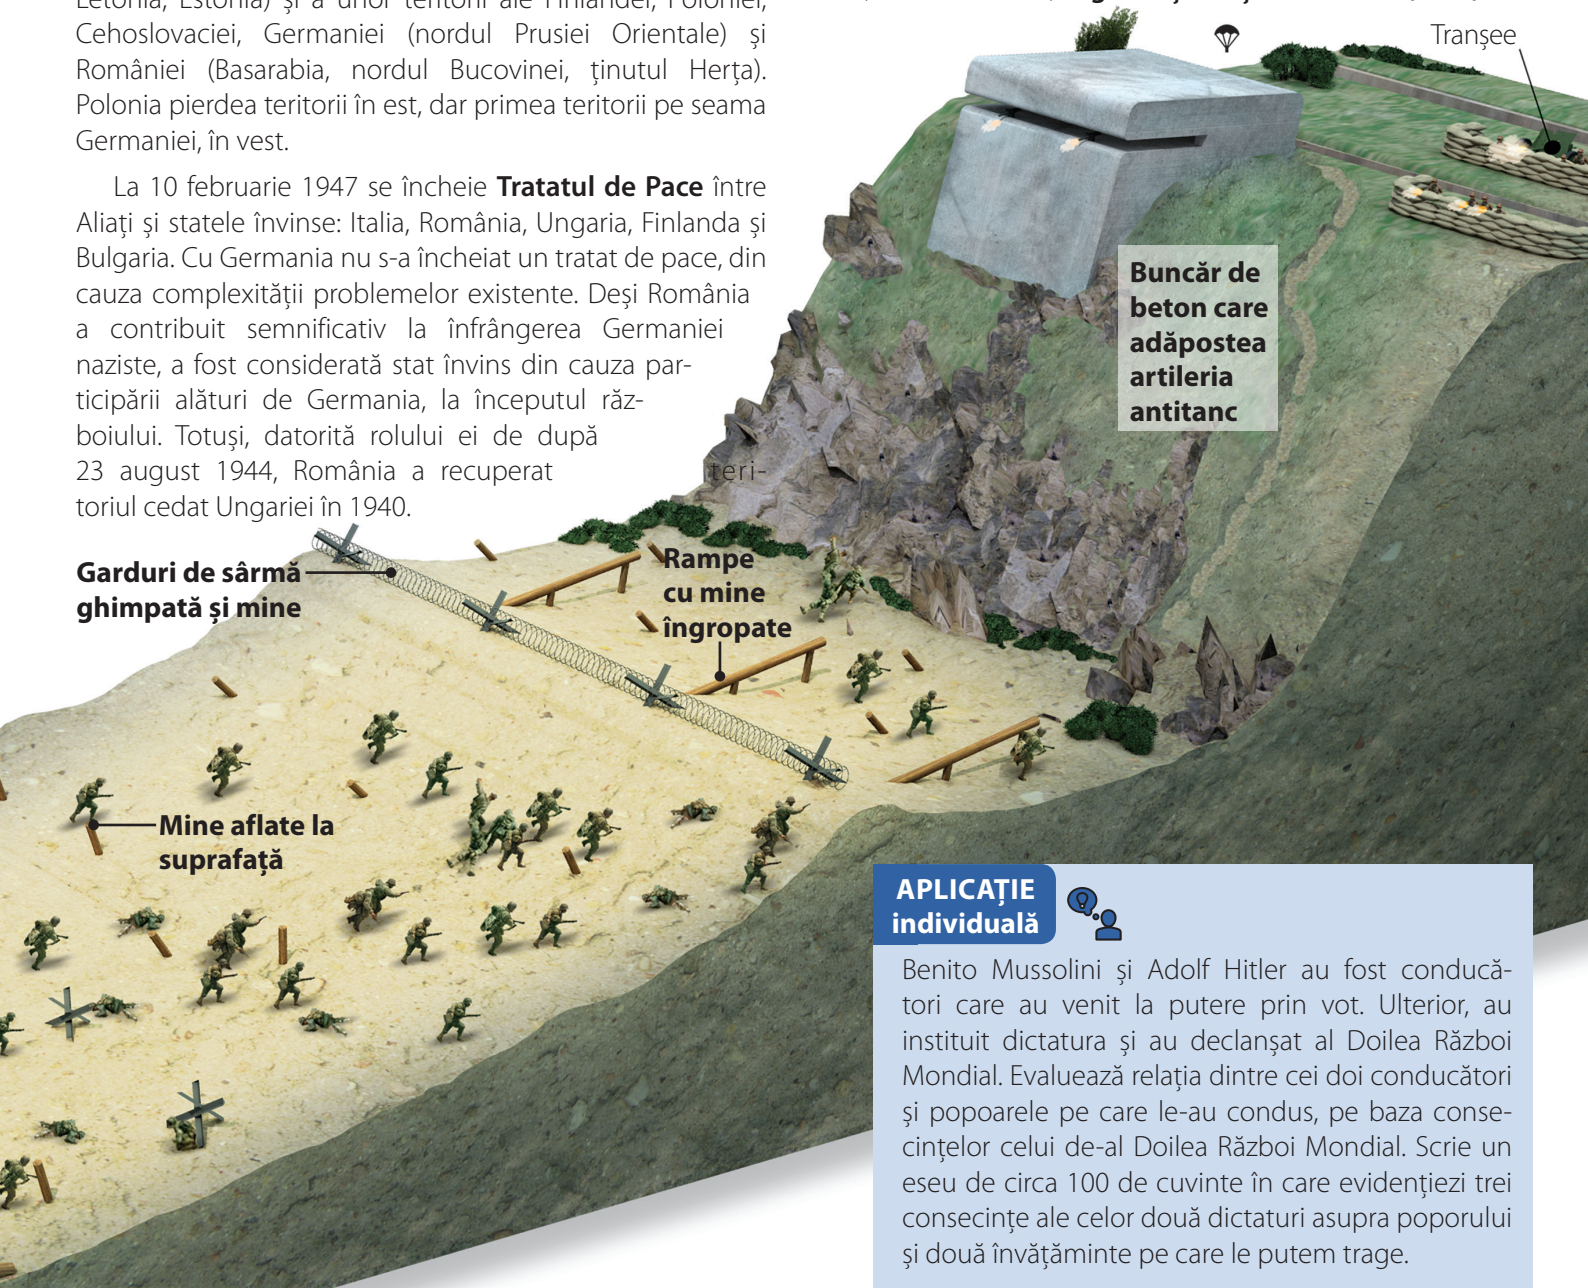 Letonia, Estonia) și a unor teritorii ale Finlandei, Poloniei,
Cehoslovaciei, Germaniei (nordul Prusiei Orientale) și
României (Basarabia, nordul Bucovinei, ținutul Herța).
Polonia pierdea teritorii în est, dar primea teritorii pe seama
Germaniei, în vest.
La 10 februarie 1947 se încheie Tratatul de Pace între
Aliați și statele învinse: Italia, România, Ungaria, Finlanda și
Bulgaria. Cu Germania nu s-a încheiat un tratat de pace, din
cauza complexității problemelor existente. Deși România
a contribuit semnificativ la înfrângerea Germaniei
naziste, a fost considerată stat învins din cauza par-
ticipării alături de Germania, la începutul răz-
boiului. Totuși, datorită rolului ei de după
23 august 1944, România a recuperat teri-
toriul cedat Ungariei în 1940.
Tranșee
Buncăr de
beton care
adăpostea
artileria
antitanc
Garduri de sârmă
ghimpată și mine
Rampe
cu mine
îngropate
Mine aflate la
suprafață
APLICAȚIE
individuală
Benito Mussolini și Adolf Hitler au fost conducă-
tori care au venit la putere prin vot. Ulterior, au
instituit dictatura și au declanșat al Doilea Război
Mondial. Evaluează relația dintre cei doi conducători
și popoarele pe care le-au condus, pe baza conse-
cințelor celui de-al Doilea Război Mondial. Scrie un
eseu de circa 100 de cuvinte în care evidențiezi trei
consecințe ale celor două dictaturi asupra poporului
și două învățăminte pe care le putem trage.